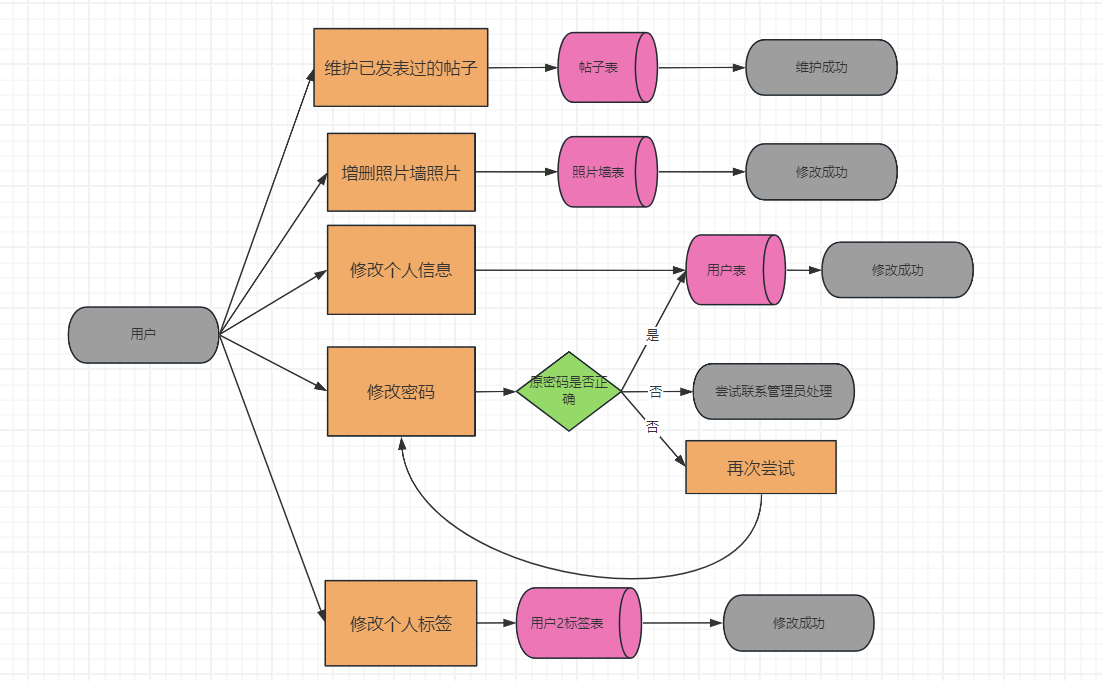 维护已发表过的帖子
帖子表
维护成功
增删照片墙照片
照片墙表
修改成功
修改个人信息
用户表
修改成功
用户
是
修改密码
原密码是否正
确
否
尝试联系管理员处理
否
再次尝试
修改个人标签
用户2标签表
修改成功